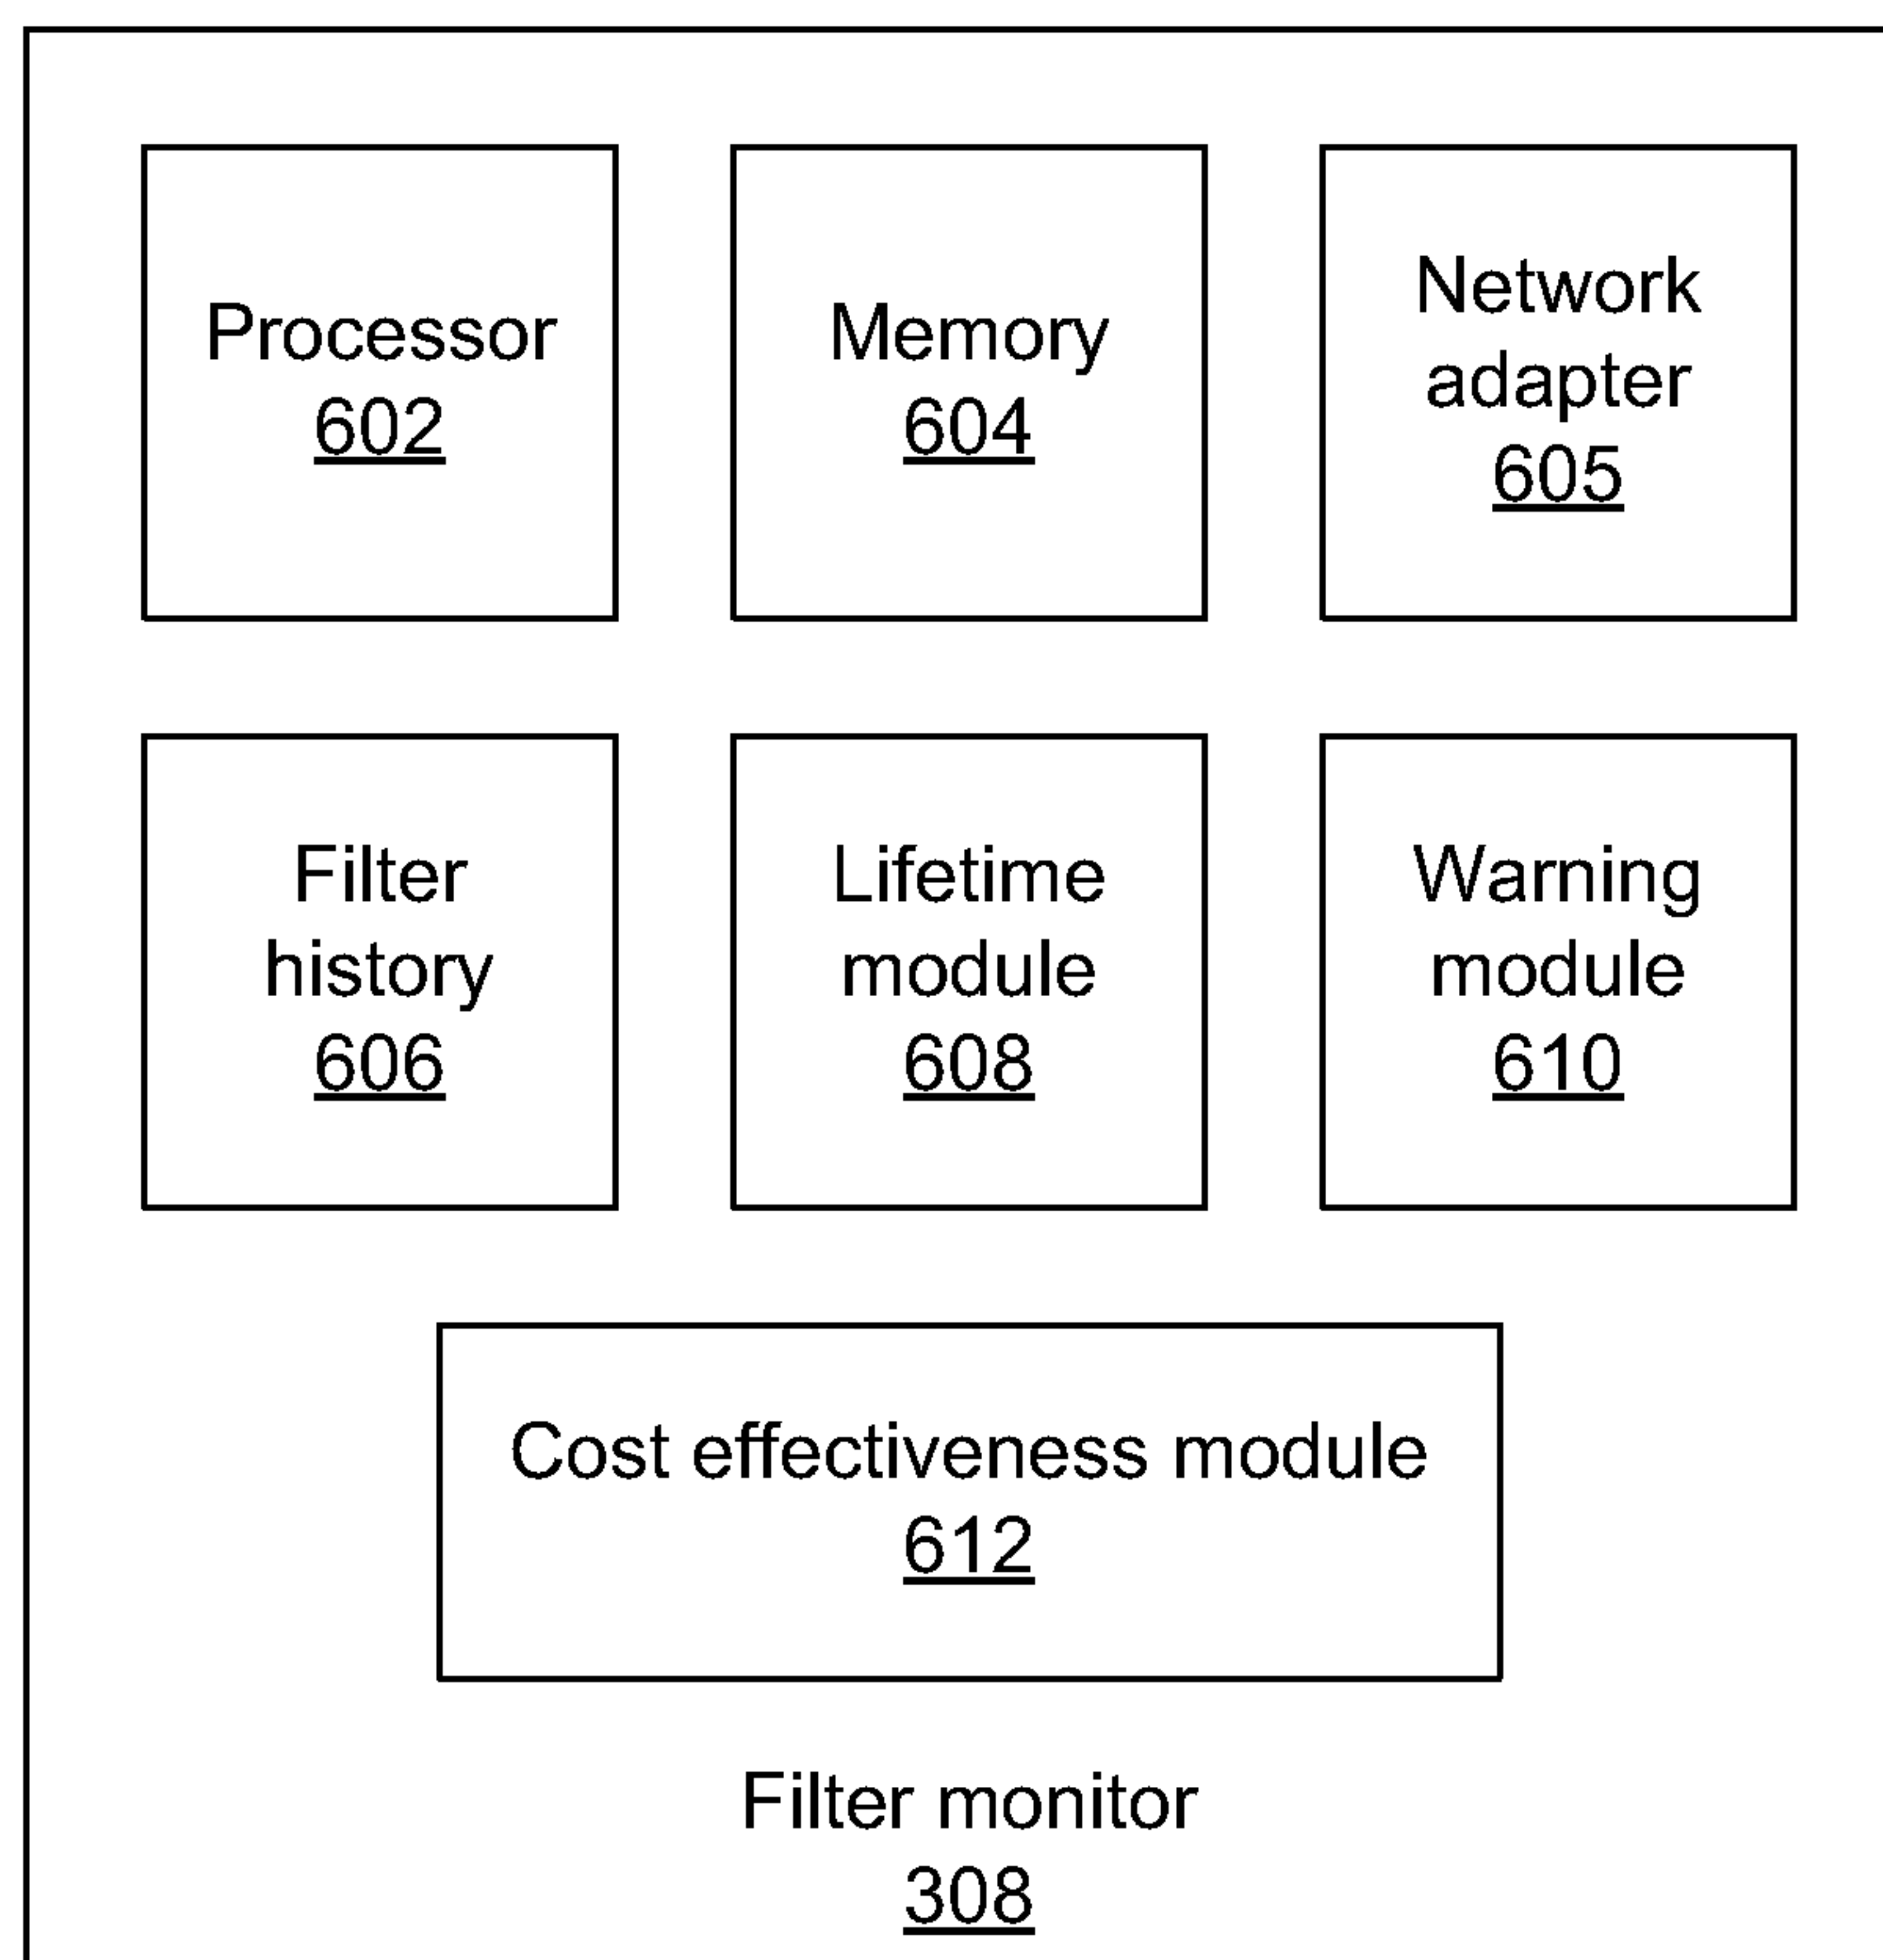 Processor
602
Memory
604
Network
adapter
605
Filter
history
606
Lifetime
module
608
Warning
module
610
Cost effectiveness module
612
Filter monitor
308